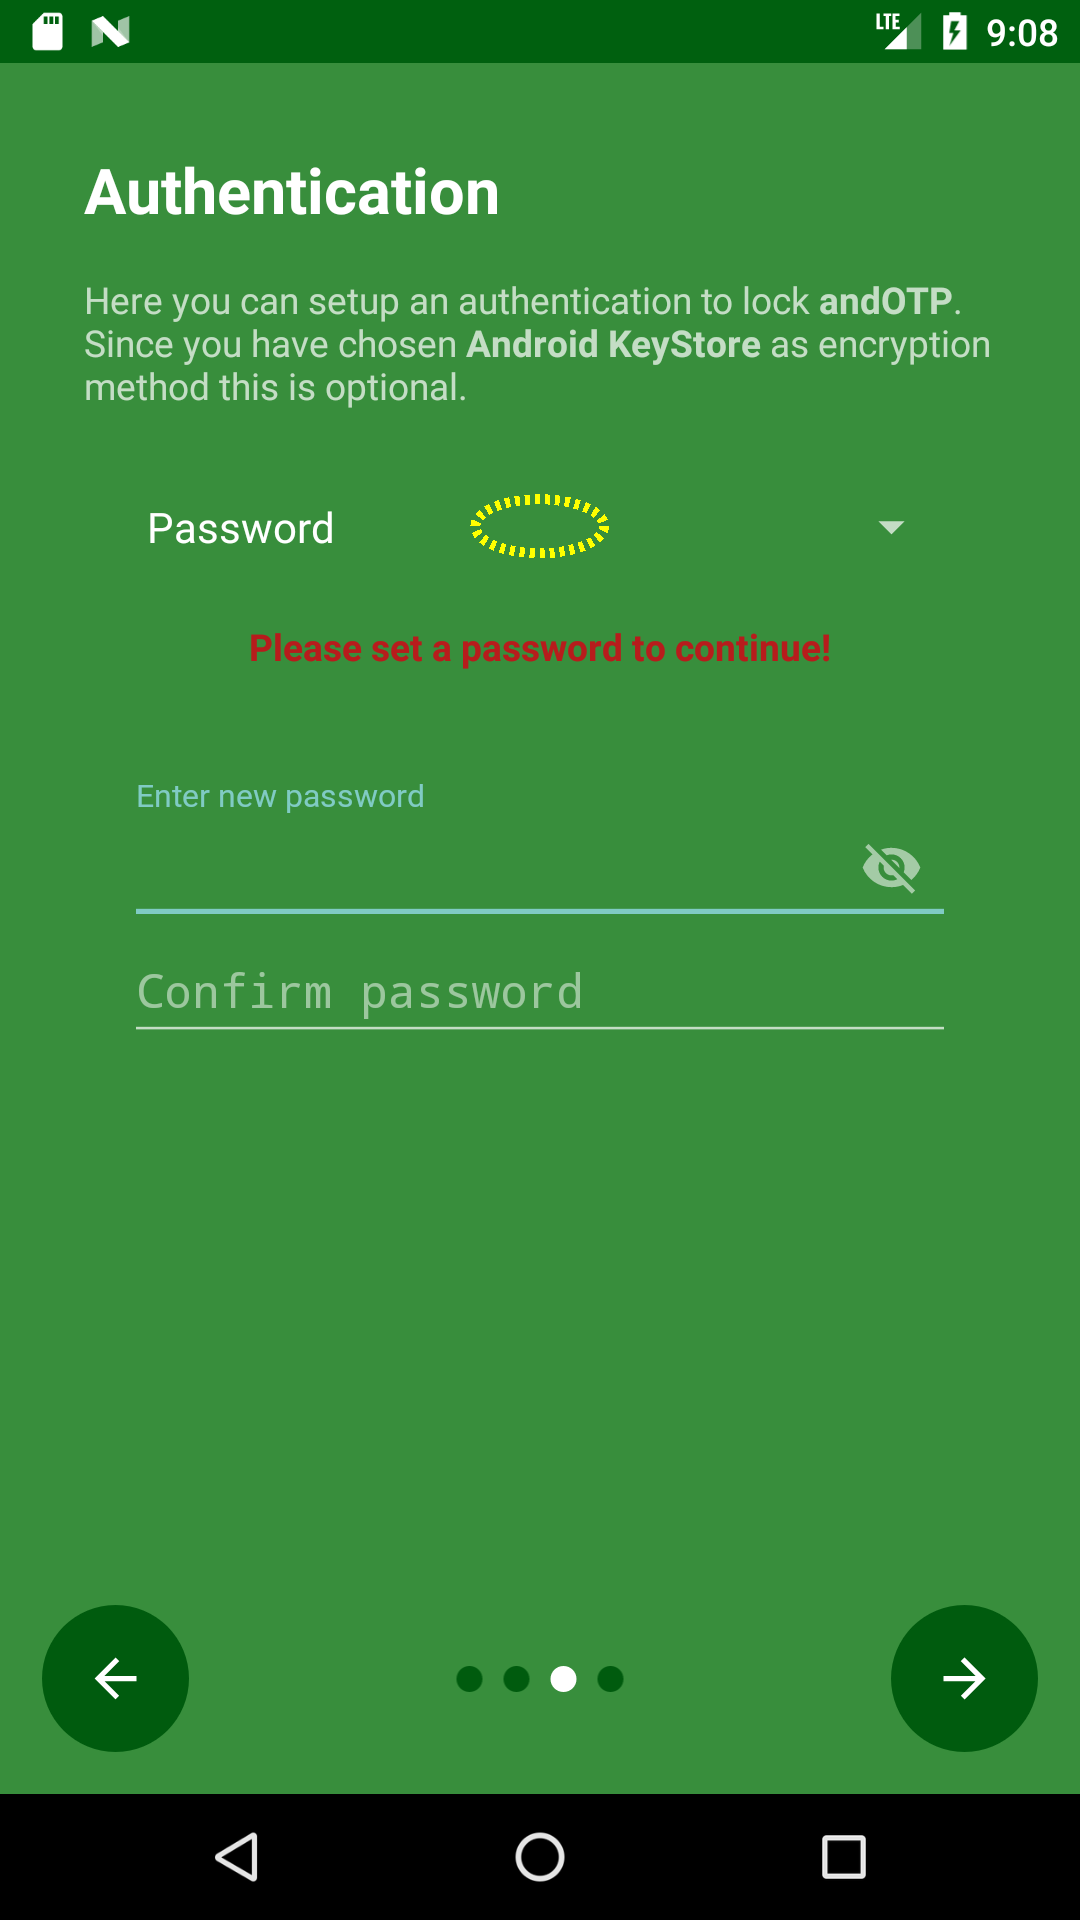 LTE 9:08
Authentication
Here you can setup an authentication to lock andOTP.
Since you have chosen Android KeyStore as encryption
method this is optional.
Password
Please set a password to continue!
Enter new password
Confirm password